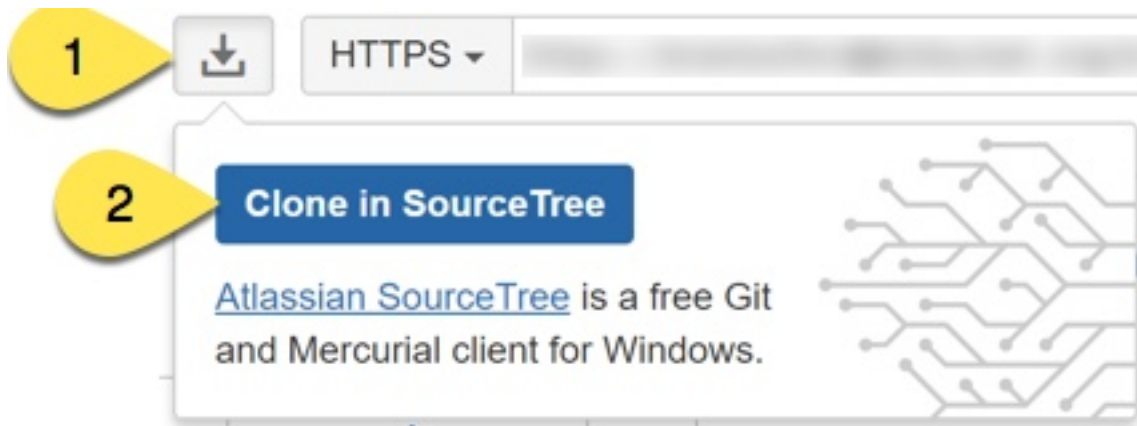 1
HTTPS
2
Clone in SourceTree
Atlassian SourceTree is a free Git
and Mercurial client for Windows.